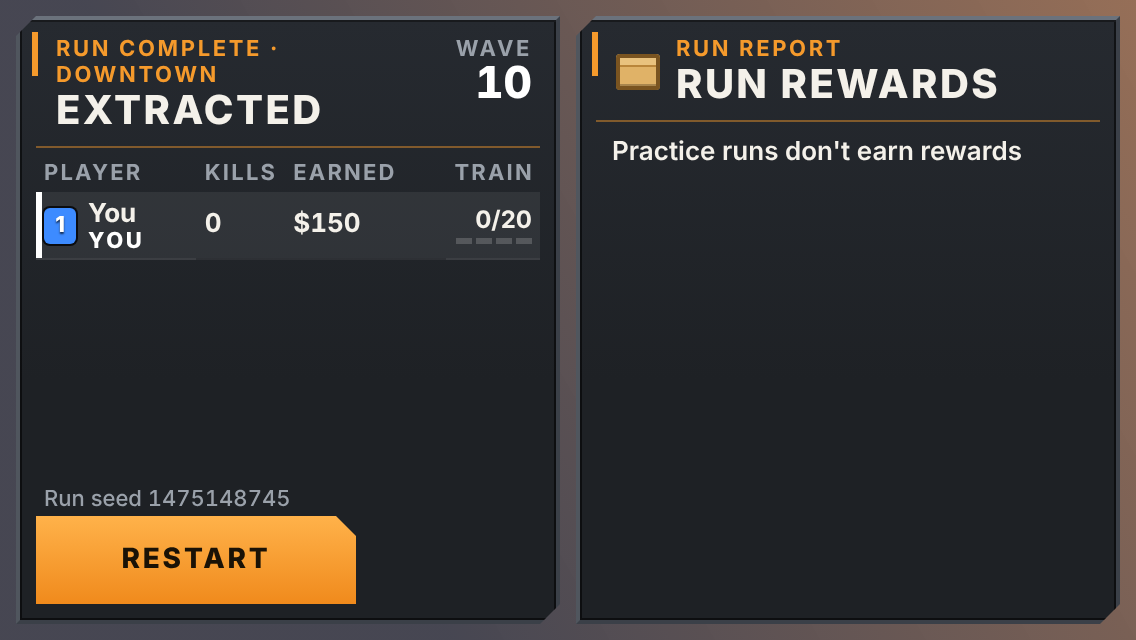 RUN COMPLETE ·
DOWNTOWN
EXTRACTED
WAVE
10
PLAYER KILLS EARNED TRAIN
1 You 0 $150 0/20
YOU
Run seed 1475148745
RESTART
RUN REPORT
RUN REWARDS
Practice runs don't earn rewards